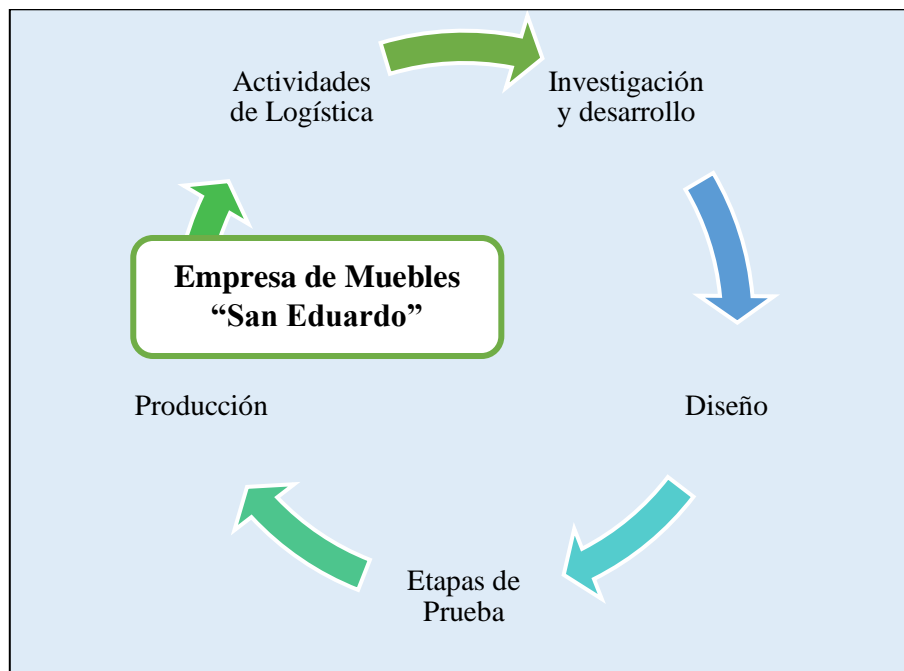 Actividades
de Logística
Investigación
y desarrollo
Empresa de Muebles
“San Eduardo”
Producción
Diseño
Etapas de
Prueba